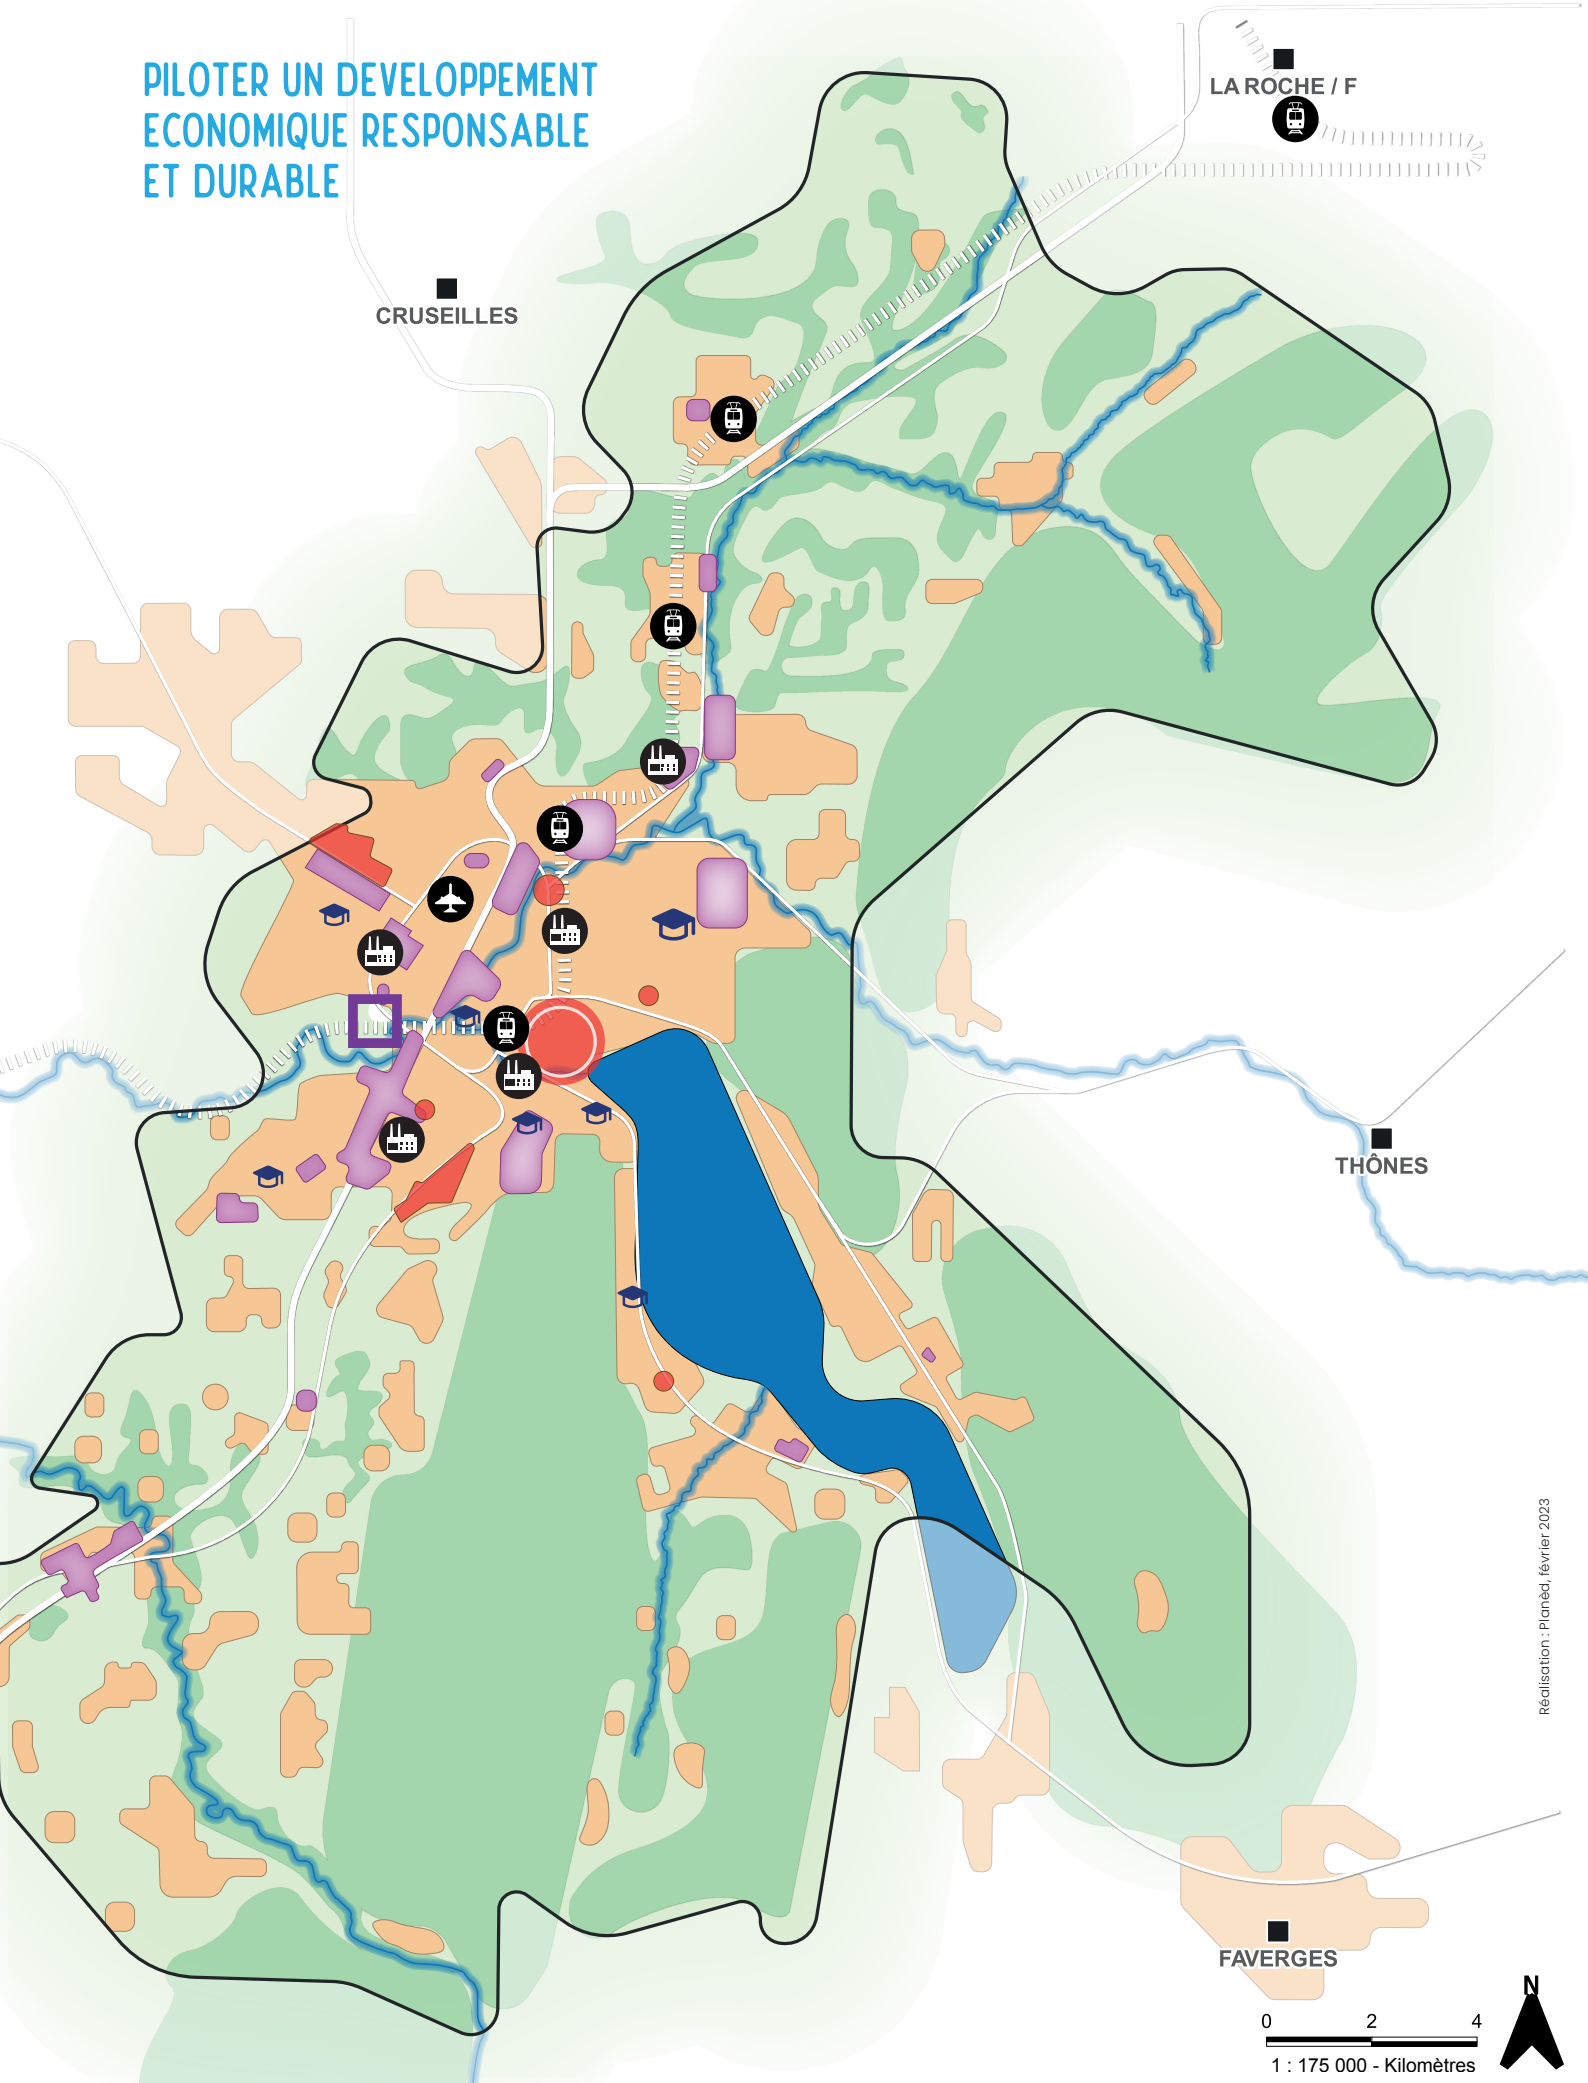 PILOTER UN DEVELOPPEMENT
ECONOMIQUE RESPONSABLE
ET DURABLE
LA ROCHE / F
CRUSEILLES
THÔNES
Réalisation : Planèd, février 2023
FAVERGES
N
0 2 4
1 : 175 000 - Kilomètres